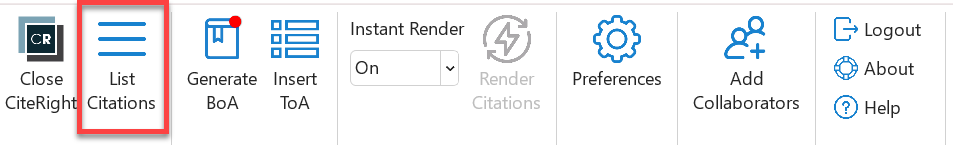 CR
Close
CiteRight
List
Citations
Generate
BoA
Insert
ToA
Instant Render
On
Render
Citations
Preferences
Add
Collaborators
Logout
About
Help